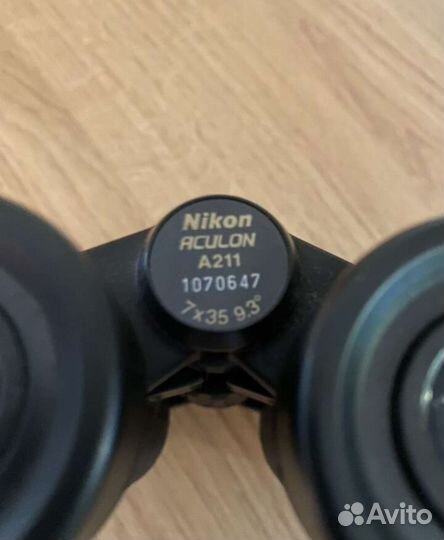 Nikon
ACULON
A211
1070647
7x35 9.3°
Avito